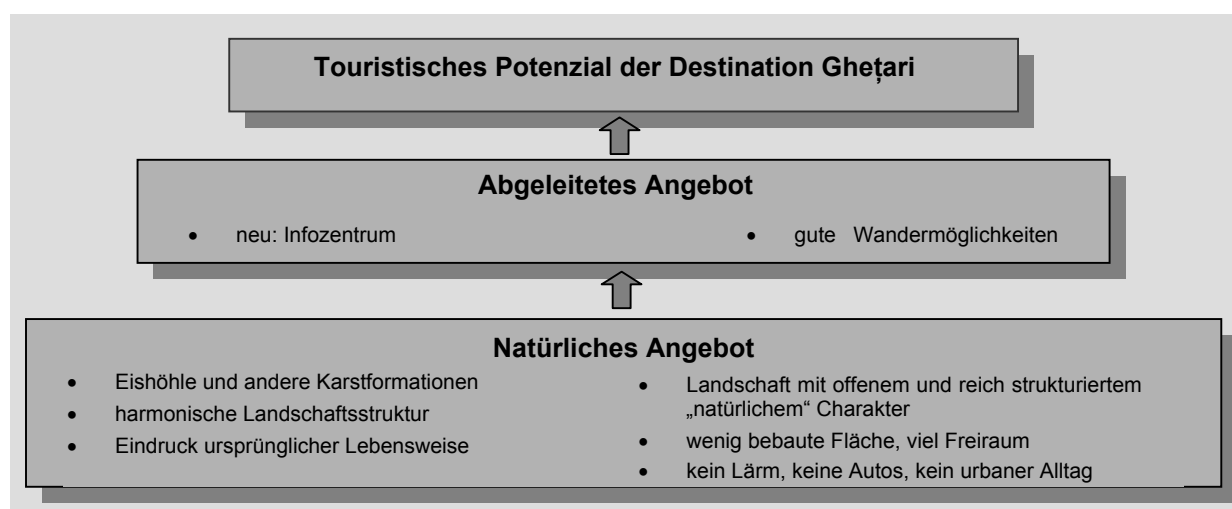 Touristisches Potenzial der Destination Gheţari
Abgeleitetes Angebot
• neu: Infozentrum
• gute Wandermöglichkeiten
Natürliches Angebot
• Eishöhle und andere Karstformationen
• harmonische Landschaftsstruktur
• Eindruck ursprünglicher Lebensweise
• Landschaft mit offenem und reich strukturiertem
„natürlichem“ Charakter
• wenig bebaute Fläche, viel Freiraum
• kein Lärm, keine Autos, kein urbaner Alltag